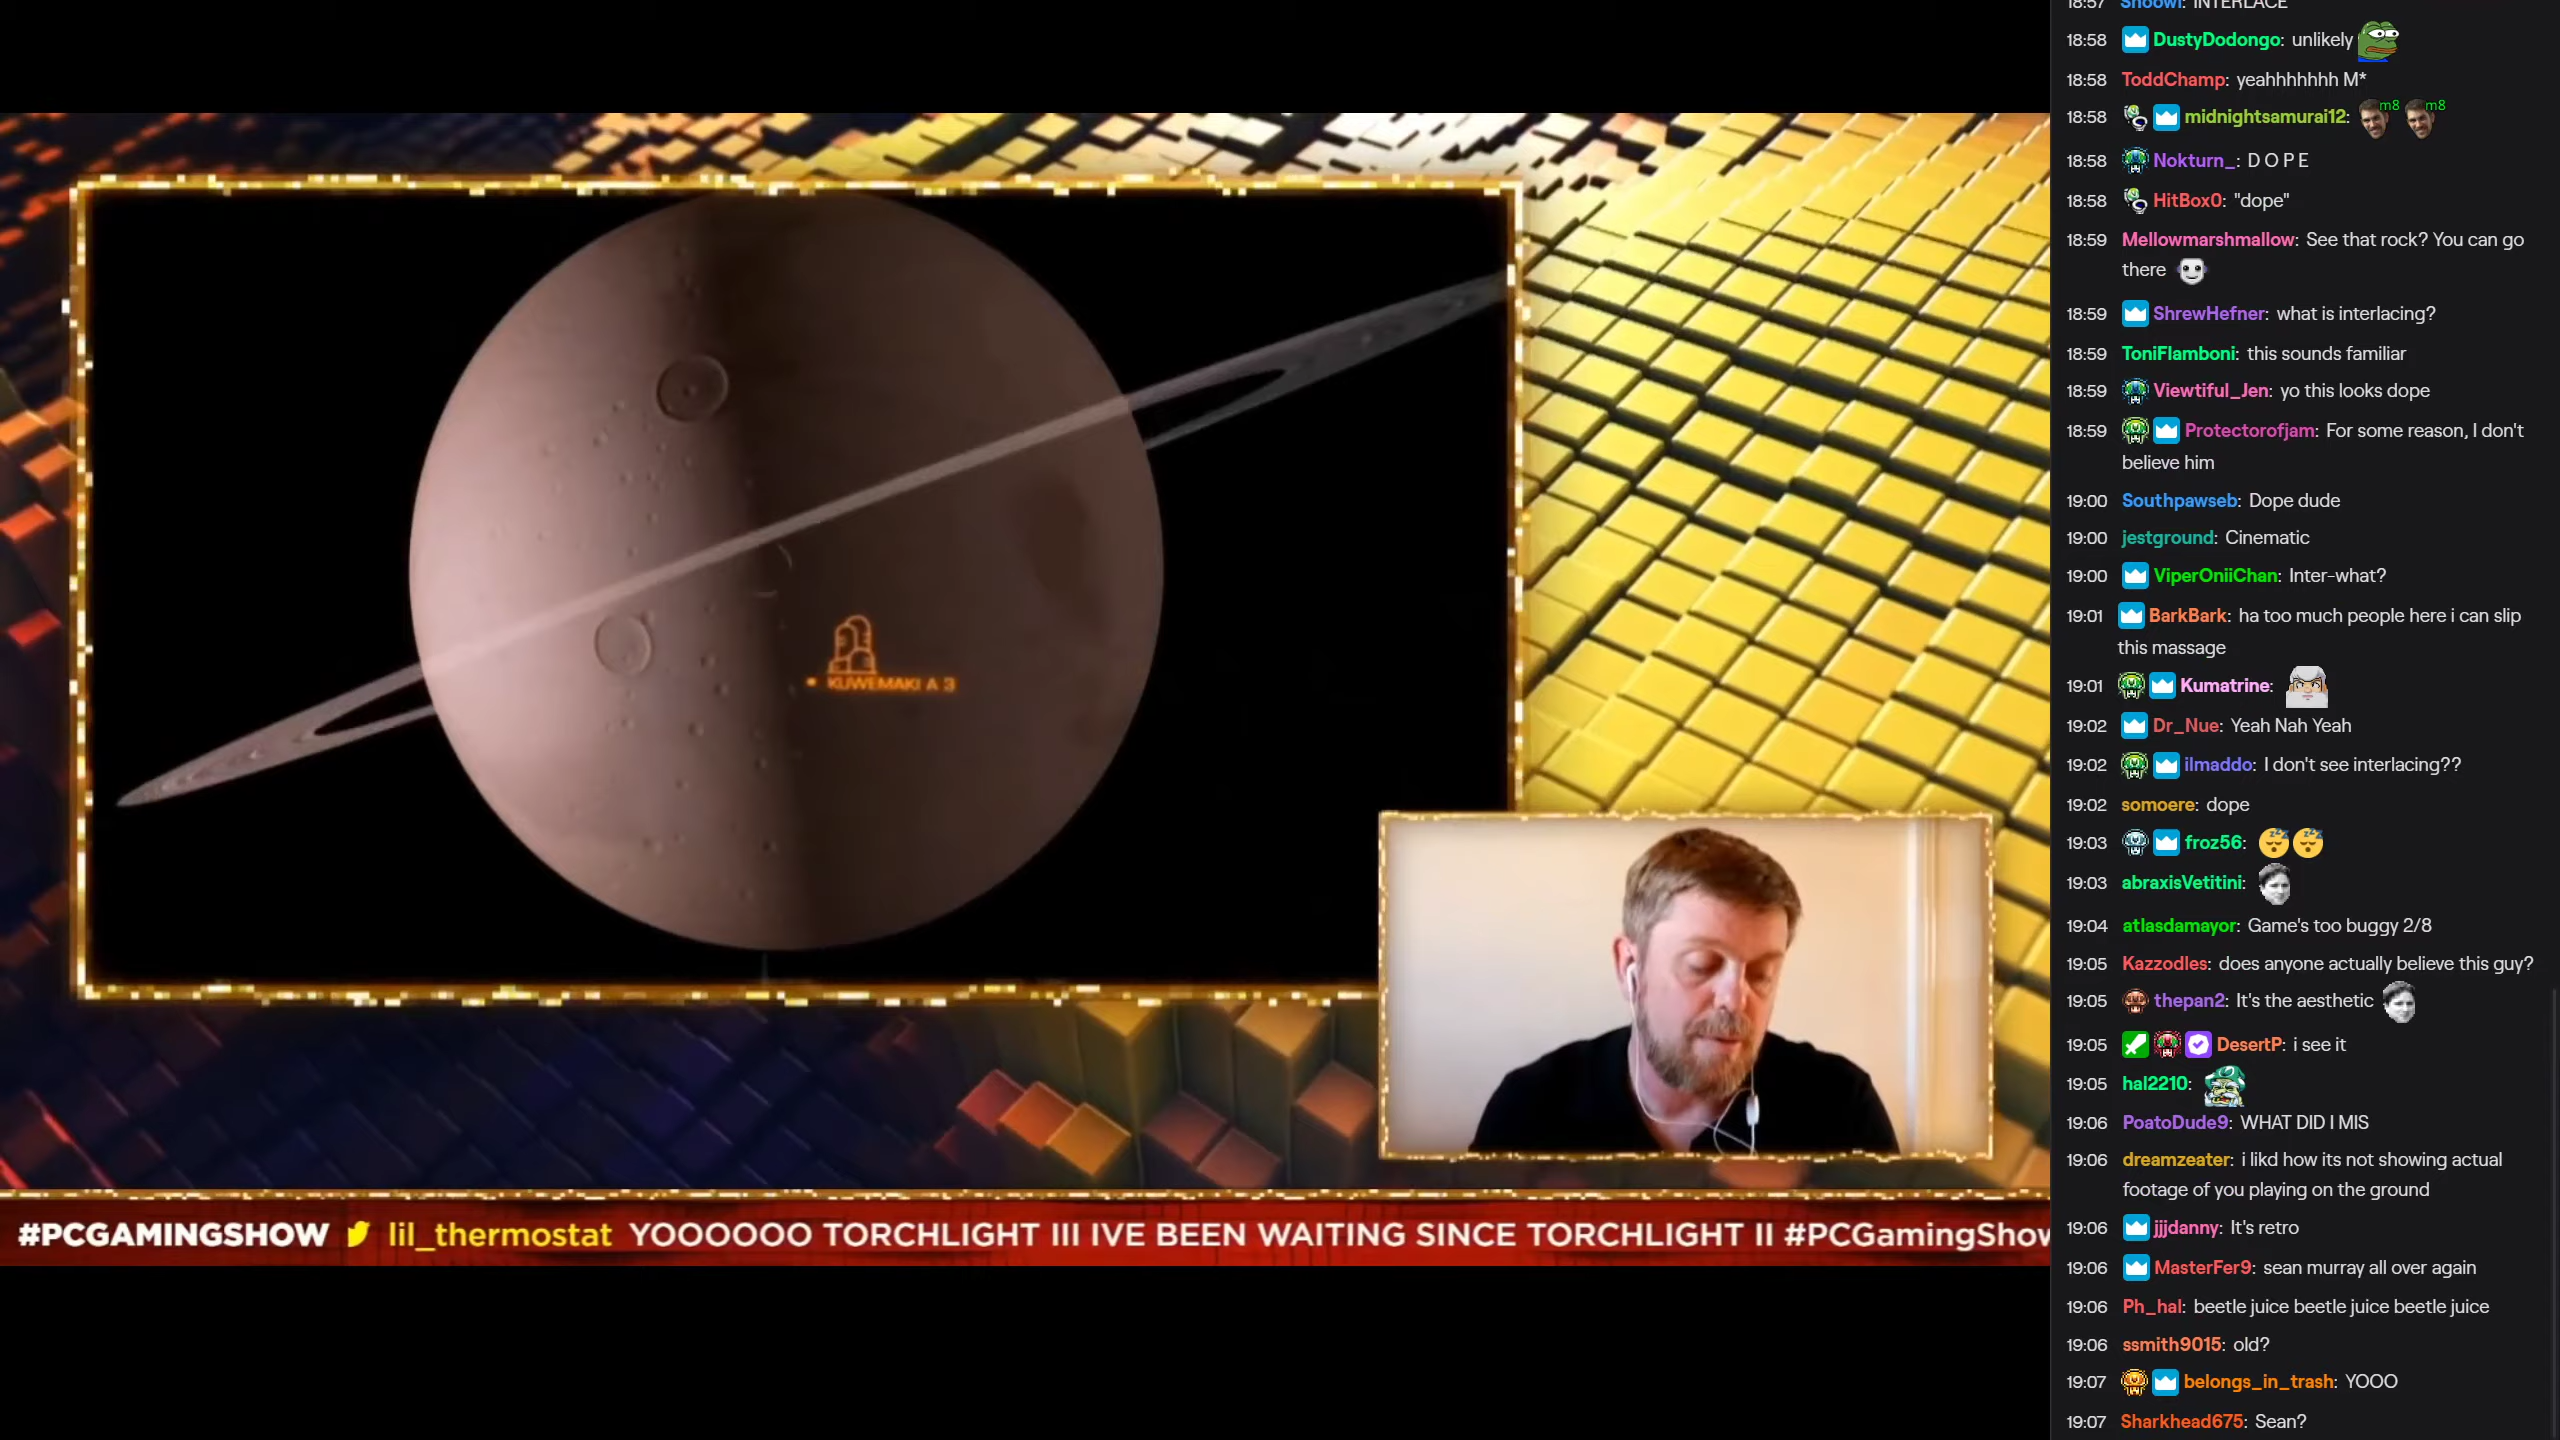 KUWEMAKI A 3
#PCGAMINGSHOW lil_thermostat YOOOOOO TORCHLIGHT III IVE BEEN WAITING SINCE TORCHLIGHT II #PCGamingShow
18:57 Shoowi: INTERLACE
18:58 DustyDodongo: unlikely
18:58 ToddChamp: yeahhhhhhh M*
18:58 midnightsamurai12: m8 m8
18:58 Nokturn_: D O P E
18:58 HitBox0: "dope"
18:59 Mellowmarshmallow: See that rock? You can go
there
18:59 ShrewHefner: what is interlacing?
18:59 ToniFlamboni: this sounds familiar
18:59 Viewtiful_Jen: yo this looks dope
18:59 Protectorofjam: For some reason, I don't
believe him
19:00 Southpawseb: Dope dude
19:00 jestground: Cinematic
19:00 ViperOniiChan: Inter-what?
19:01 BarkBark: ha too much people here i can slip
this massage
19:01 Kumatrine:
19:02 Dr_Nue: Yeah Nah Yeah
19:02 ilmaddo: I don't see interlacing??
19:02 somoere: dope
19:03 froz56:
19:03 abraxisVetitini:
19:04 atlasdamayor: Game's too buggy 2/8
19:05 Kazzodles: does anyone actually believe this guy?
19:05 thepan2: It's the aesthetic
19:05 DesertP: i see it
19:05 hal2210:
19:06 PoatoDude9: WHAT DID I MIS
19:06 dreamzeater: i likd how its not showing actual
footage of you playing on the ground
19:06 jjjdanny: It's retro
19:06 MasterFer9: sean murray all over again
19:06 Ph_hal: beetle juice beetle juice beetle juice
19:06 ssmith9015: old?
19:07 belongs_in_trash: YOOO
19:07 Sharkhead675: Sean?